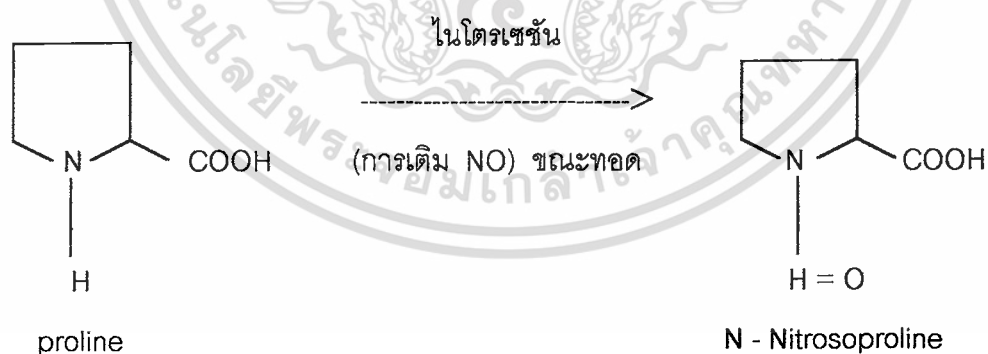 ไนโตรเซชัน
N COOH (การเติม NO) ขณะทอด N COOH
H H = O
proline N - Nitrosoproline